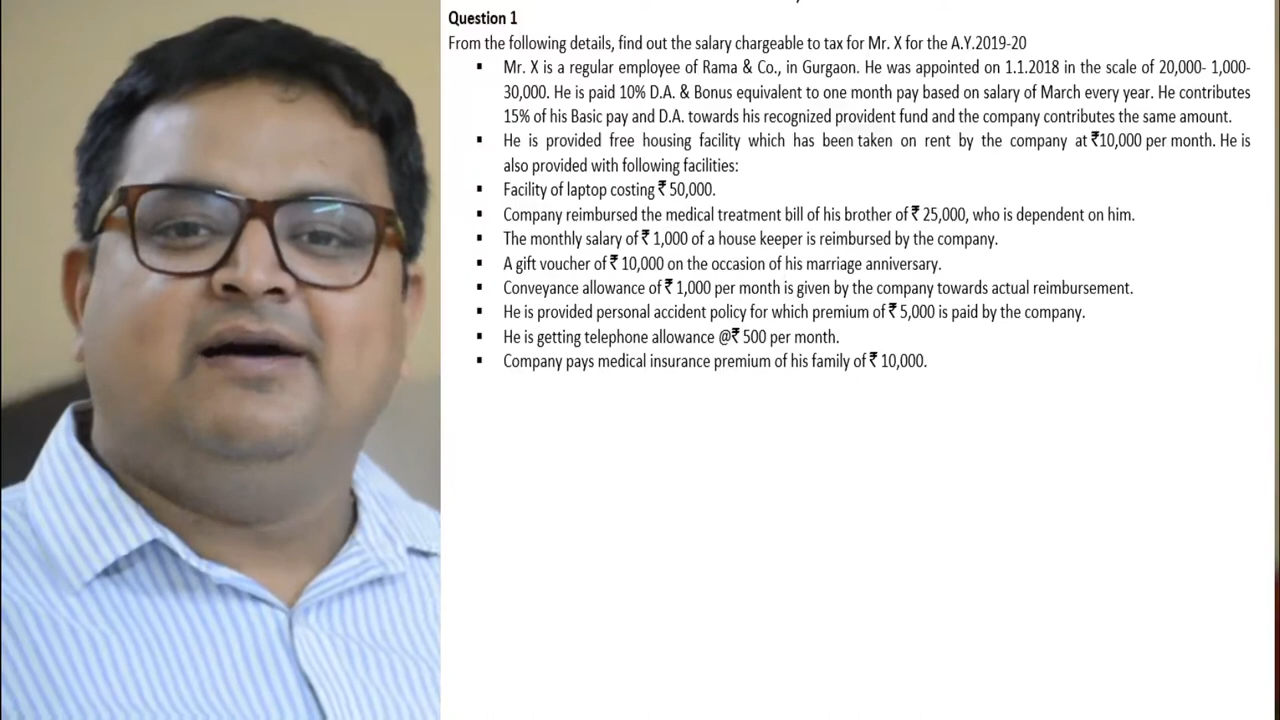 Question 1
From the following details, find out the salary chargeable to tax for Mr. X for the A.Y.2019-20
▪ Mr. X is a regular employee of Rama & Co., in Gurgaon. He was appointed on 1.1.2018 in the scale of 20,000- 1,000-
30,000. He is paid 10% D.A. & Bonus equivalent to one month pay based on salary of March every year. He contributes
15% of his Basic pay and D.A. towards his recognized provident fund and the company contributes the same amount.
▪ He is provided free housing facility which has been taken on rent by the company at ₹10,000 per month. He is
also provided with following facilities:
▪ Facility of laptop costing ₹ 50,000.
▪ Company reimbursed the medical treatment bill of his brother of ₹ 25,000, who is dependent on him.
▪ The monthly salary of ₹ 1,000 of a house keeper is reimbursed by the company.
▪ A gift voucher of ₹ 10,000 on the occasion of his marriage anniversary.
▪ Conveyance allowance of ₹ 1,000 per month is given by the company towards actual reimbursement.
▪ He is provided personal accident policy for which premium of ₹ 5,000 is paid by the company.
▪ He is getting telephone allowance @₹ 500 per month.
▪ Company pays medical insurance premium of his family of ₹ 10,000.